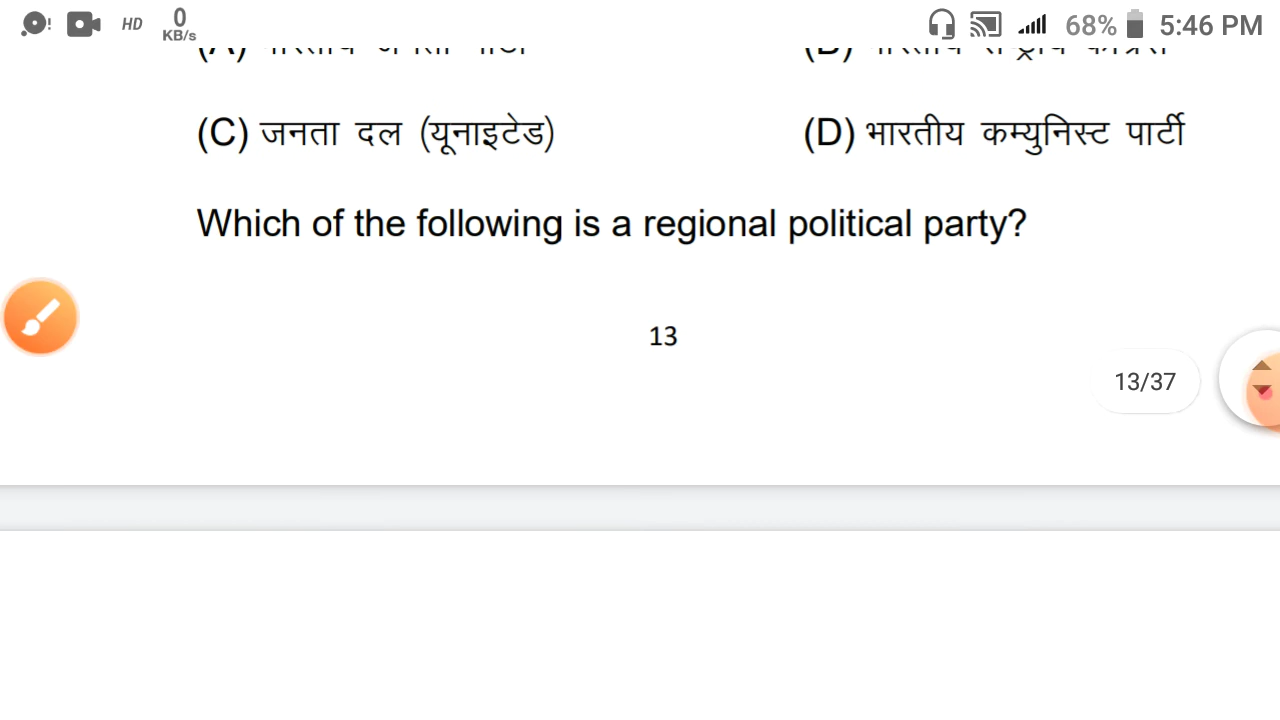 HD 0 KB/s 68% 5:46 PM
(C) जनता दल (यूनाइटेड) (D) भारतीय कम्युनिस्ट पार्टी
Which of the following is a regional political party?
13
13/37